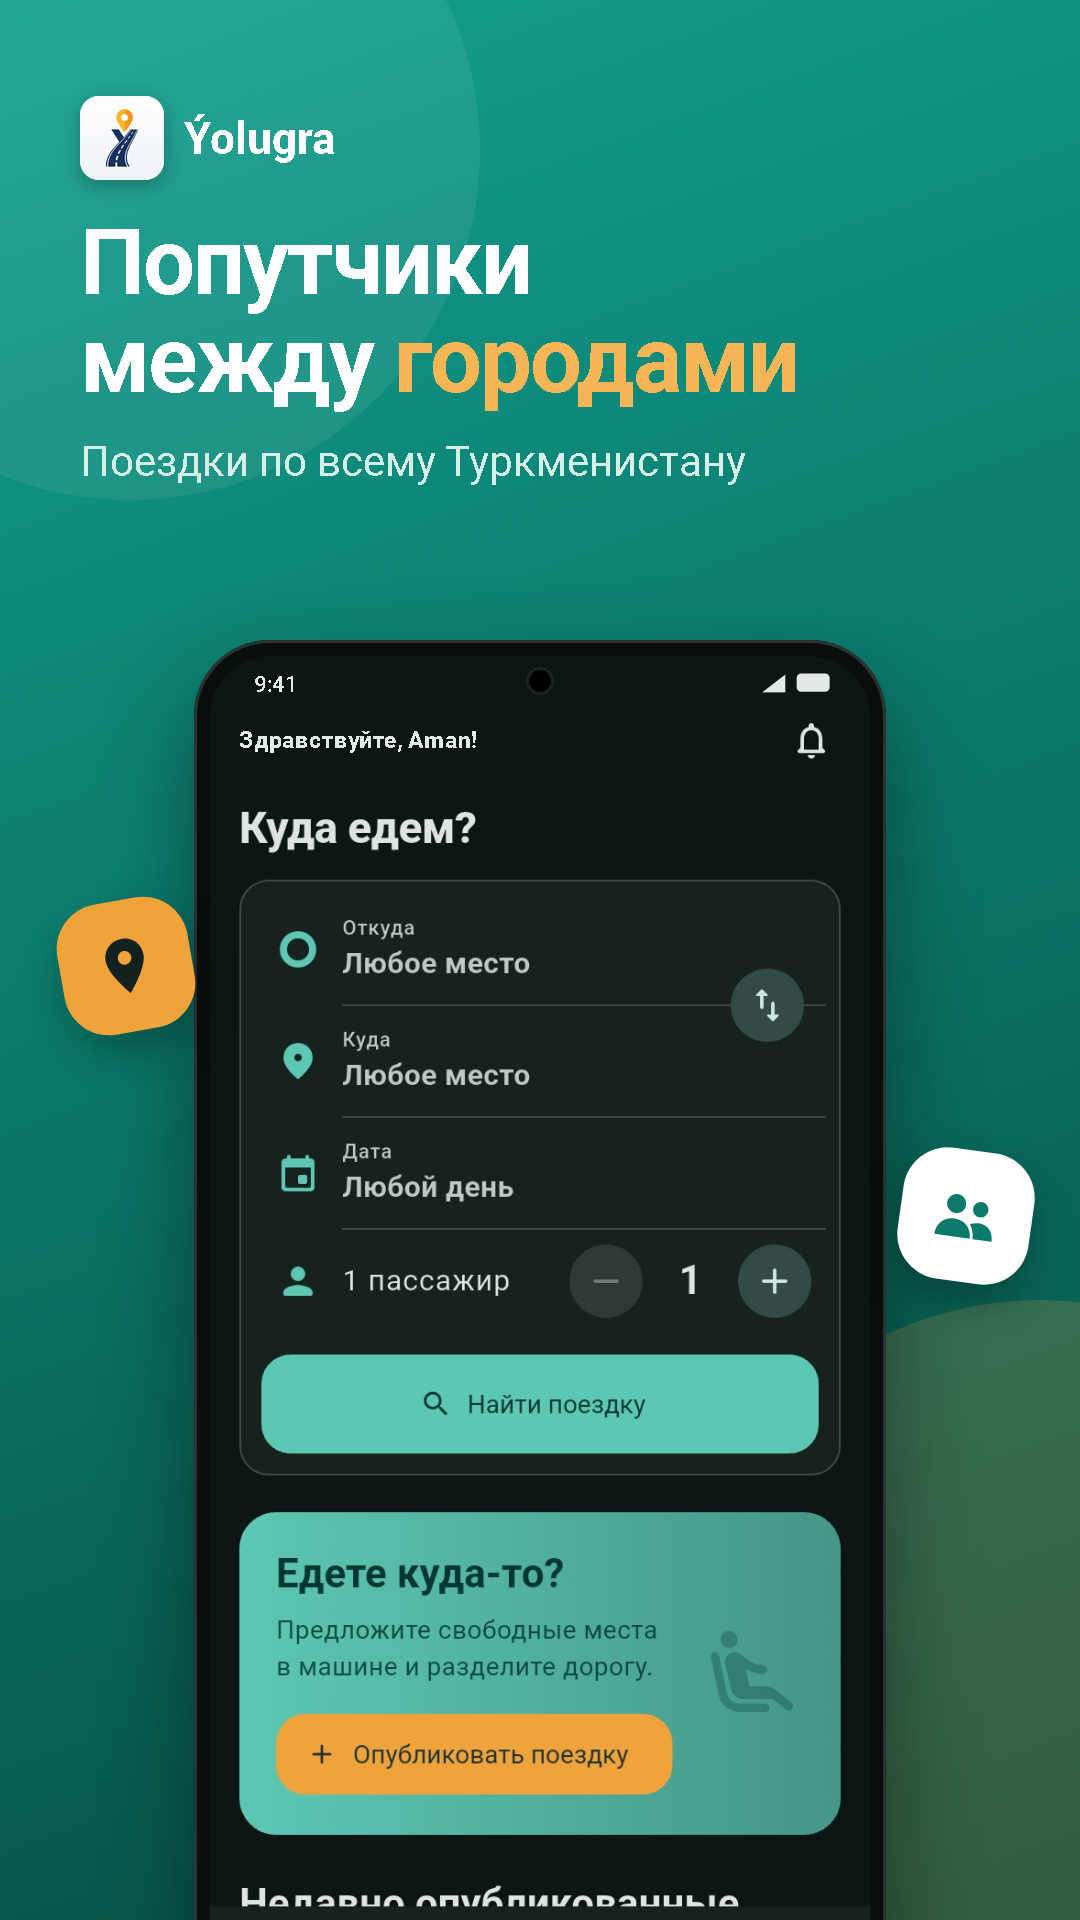 Ýolugra
Попутчики
между городами
Поездки по всему Туркменистану
9:41
Здравствуйте, Aman!
Куда едем?
Откуда
Любое место
Куда
Любое место
Дата
Любой день
1 пассажир
1
Найти поездку
Едете куда-то?
Предложите свободные места
в машине и разделите дорогу.
Опубликовать поездку
Недавно опубликованные